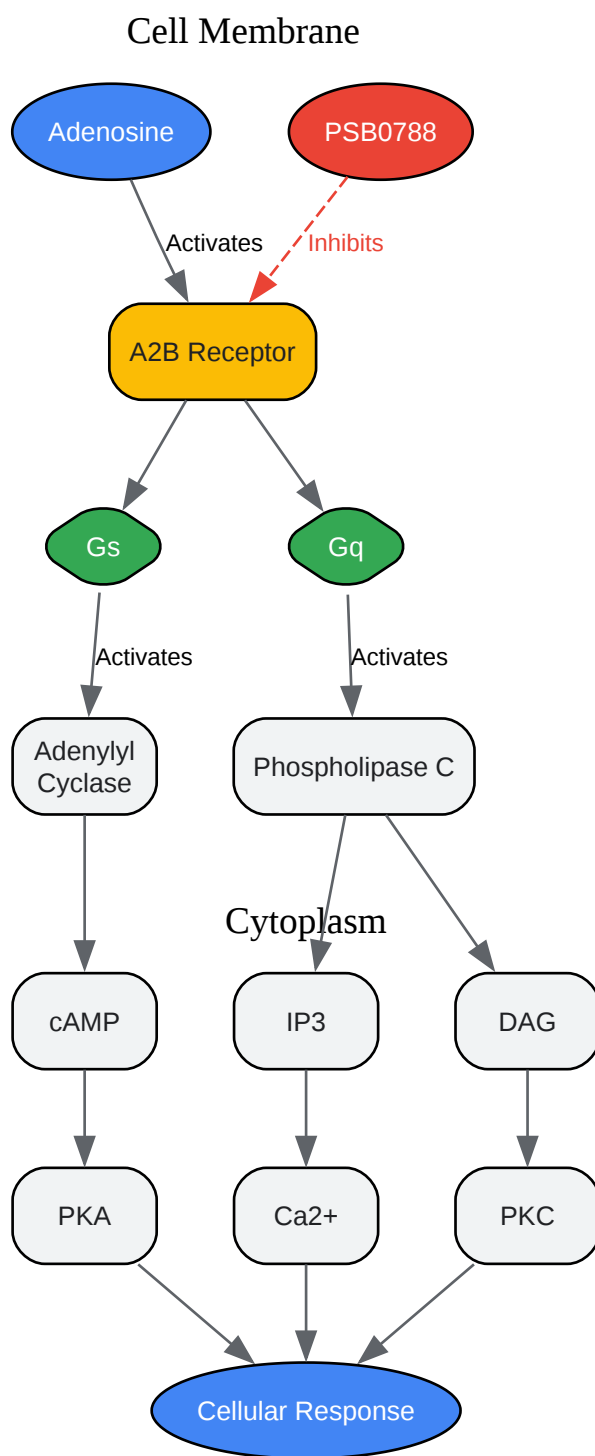 Cell Membrane
Adenosine
PSB0788
Activates
Inhibits
A2B Receptor
Gs
Gq
Activates
Activates
Adenylyl
Cyclase
Phospholipase C
Cytoplasm
cAMP
IP3
DAG
PKA
Ca2+
PKC
Cellular Response